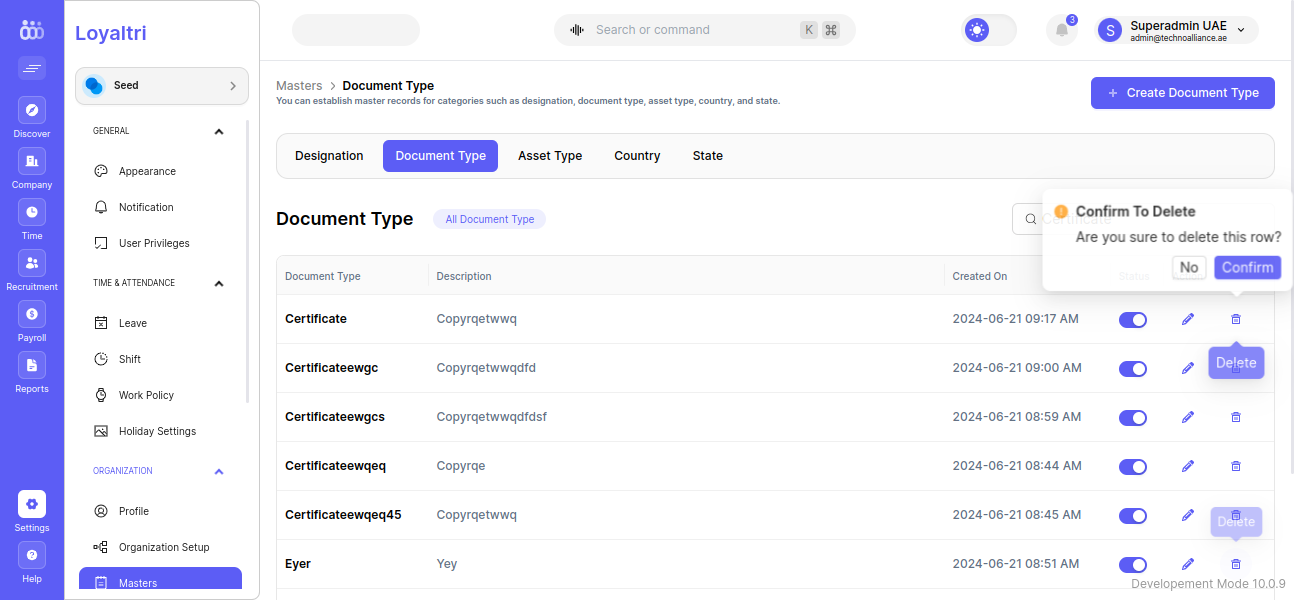 Loyaltri
Search or command
K
⌘
3
S
Superadmin UAE
admin@technoalliance.ae
Discover
Company
Time
Recruitment
Payroll
Reports
Settings
Help
Seed
GENERAL
Appearance
Notification
User Privileges
TIME & ATTENDANCE
Leave
Shift
Work Policy
Holiday Settings
ORGANIZATION
Profile
Organization Setup
Masters
Masters > Document Type
You can establish master records for categories such as designation, document type, asset type, country, and state.
+ Create Document Type
Designation
Document Type
Asset Type
Country
State
Document Type
All Document Type
Confirm To Delete
Are you sure to delete this row?
No
Confirm
Document Type
Description
Created On
Status
Certificate
Copyrqetwwq
2024-06-21 09:17 AM
Certificateewgc
Copyrqetwwqdfd
2024-06-21 09:00 AM
Delete
Certificateewgcs
Copyrqetwwqdfdsf
2024-06-21 08:59 AM
Certificateewqeq
Copyrqe
2024-06-21 08:44 AM
Certificateewqeq45
Copyrqetwwq
2024-06-21 08:45 AM
Delete
Eyer
Yey
2024-06-21 08:51 AM
Developement Mode 10.0.9